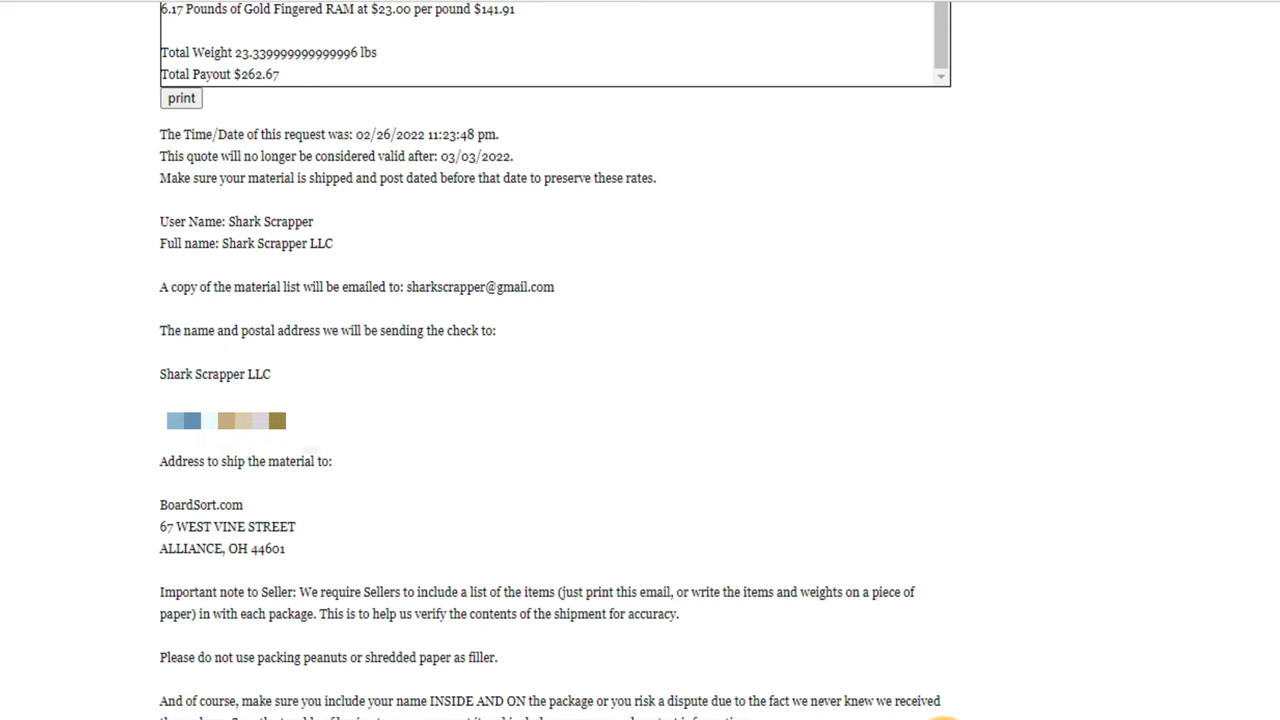 6.17 Pounds of Gold Fingered RAM at $23.00 per pound $141.91
Total Weight 23.339999999999996 lbs
Total Payout $262.67
print
The Time/Date of this request was: 02/26/2022 11:23:48 pm.
This quote will no longer be considered valid after: 03/03/2022.
Make sure your material is shipped and post dated before that date to preserve these rates.
User Name: Shark Scrapper
Full name: Shark Scrapper LLC
A copy of the material list will be emailed to: sharkscrapper@gmail.com
The name and postal address we will be sending the check to:
Shark Scrapper LLC
Address to ship the material to:
BoardSort.com
67 WEST VINE STREET
ALLIANCE, OH 44601
Important note to Seller: We require Sellers to include a list of the items (just print this email, or write the items and weights on a piece of
paper) in with each package. This is to help us verify the contents of the shipment for accuracy.
Please do not use packing peanuts or shredded paper as filler.
And of course, make sure you include your name INSIDE AND ON the package or you risk a dispute due to the fact we never knew we received